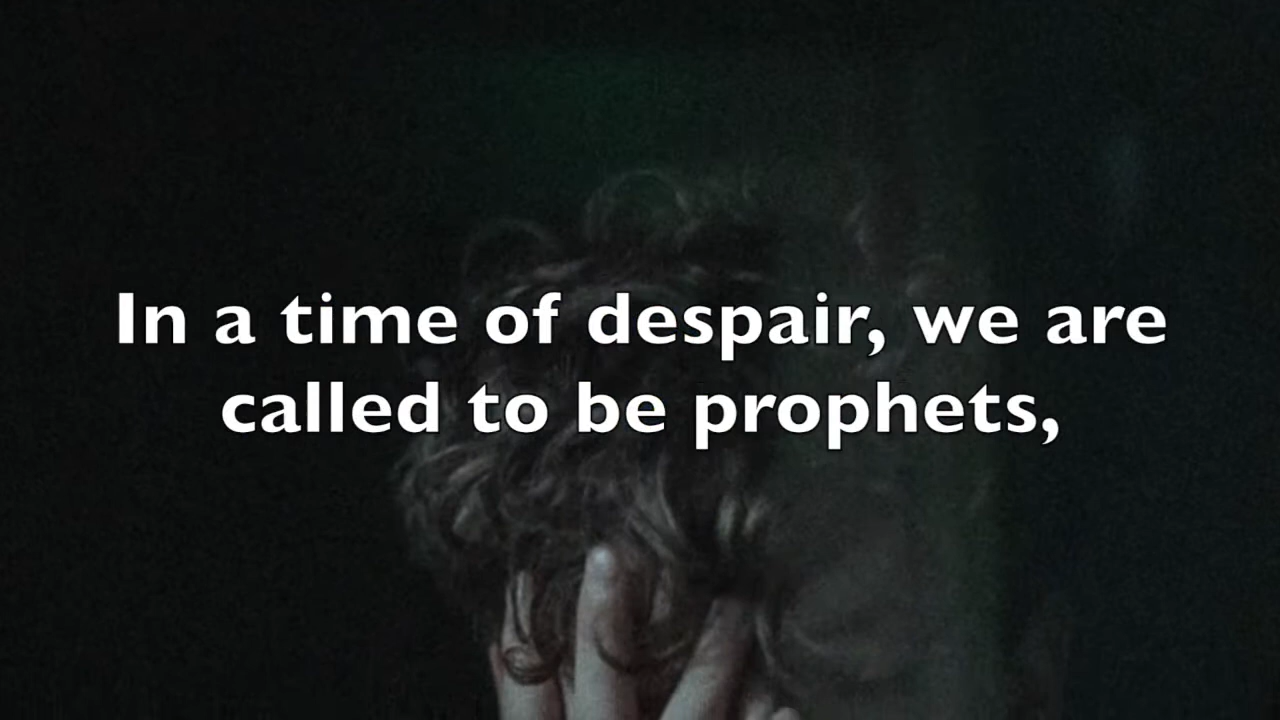 In a time of despair, we are
called to be prophets,